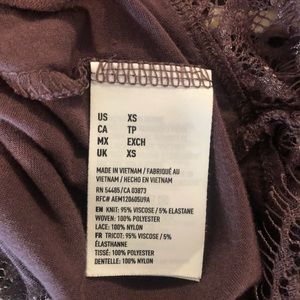 US XS
CA TP
MX EXCH
UK XS
MADE IN VIETNAM / FABRIQUÉ AU
VIETNAM / HECHO EN VIETNAM
RN 54485/CA 03873
RFC# AEM120605U9A
EN KNIT: 95% VISCOSE / 5% ELASTANE
WOVEN: 100% POLYESTER
LACE: 100% NYLON
FR TRICOT: 95% VISCOSE / 5%
ÉLASTHANNE
TISSÉ: 100% POLYESTER
DENTELLE: 100% NYLON